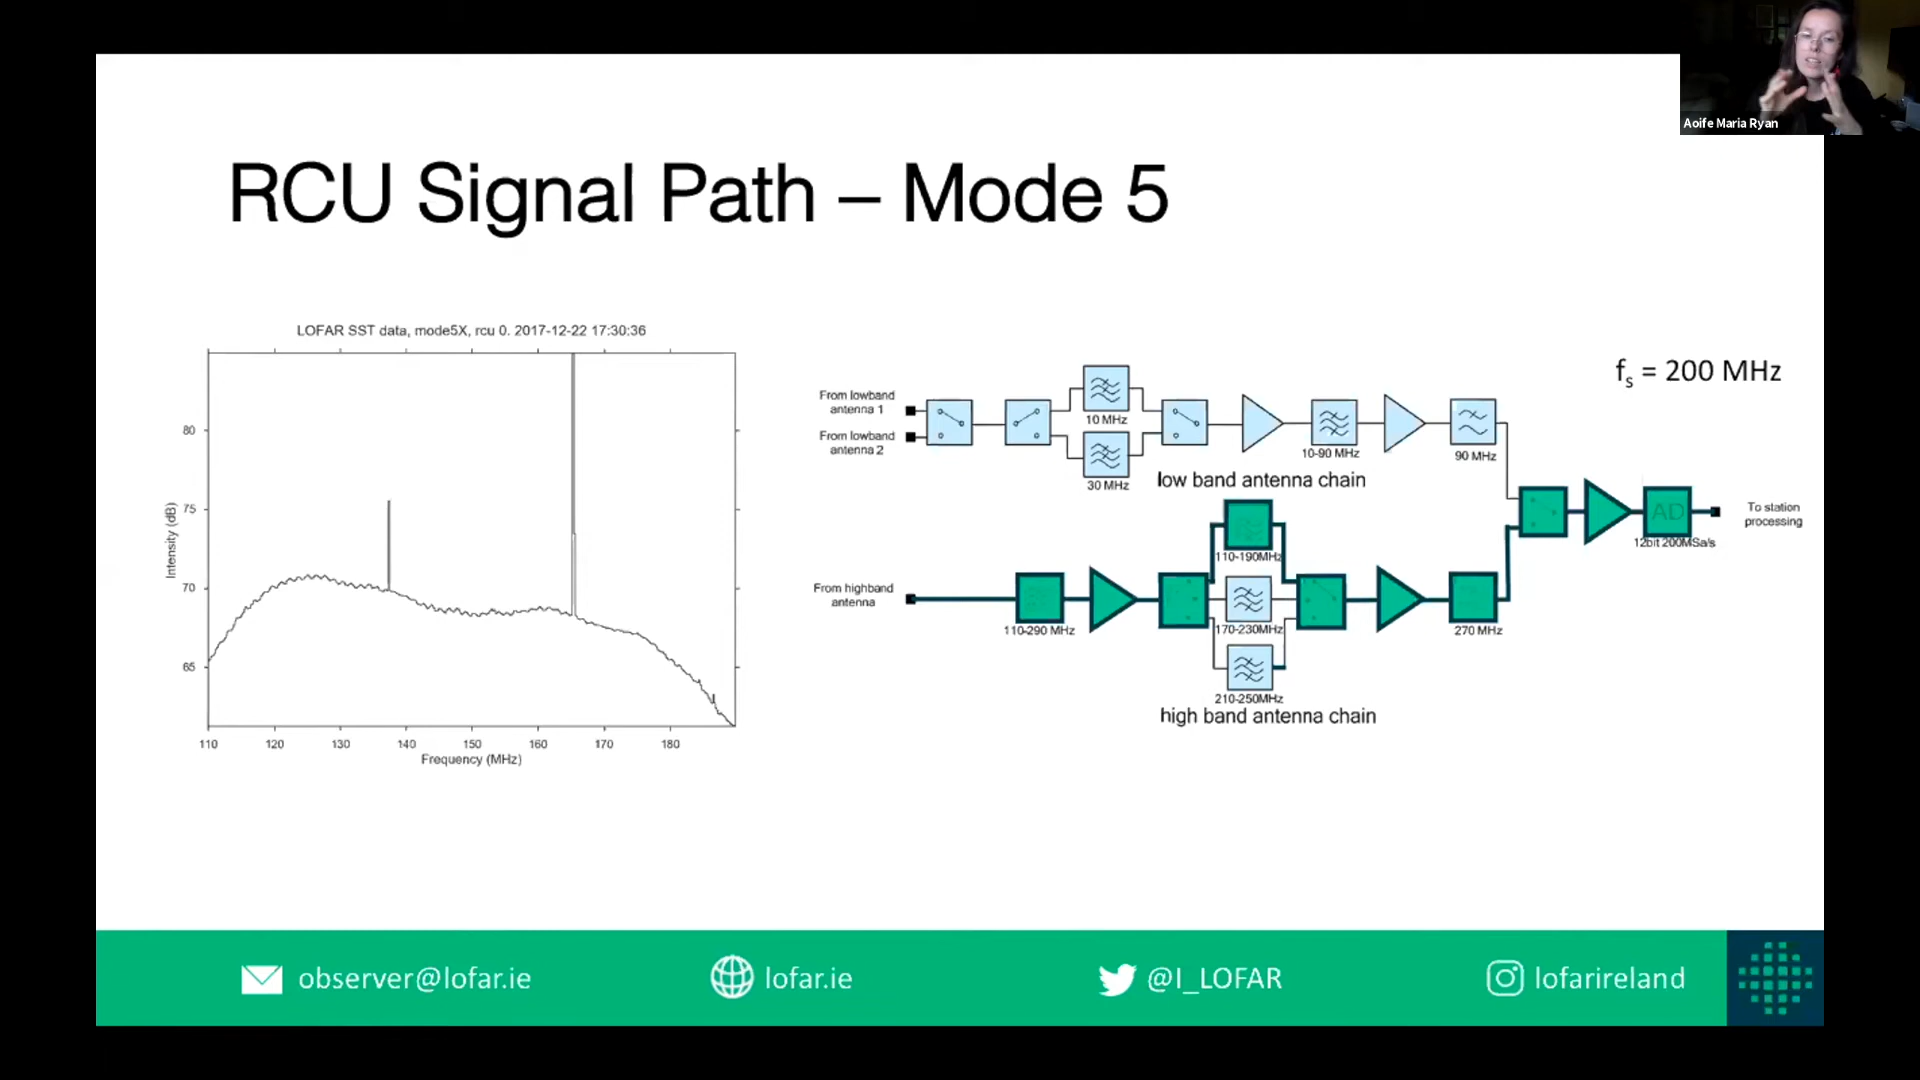 Aoife Maria Ryan
RCU Signal Path – Mode 5
LOFAR SST data, mode5X, rcu 0. 2017-12-22 17:30:36
80
75
70
65
Intensity (dB)
110 120 130 140 150 160 170 180
Frequency (MHz)
fs = 200 MHz
From lowband
antenna 1
From lowband
antenna 2
10 MHz
30 MHz
10-90 MHz
90 MHz
low band antenna chain
AD
12bit 200MSa/s
To station
processing
From highband
antenna
110-290 MHz
110-190MHz
170-230MHz
210-250MHz
270 MHz
high band antenna chain
observer@lofar.ie
lofar.ie
@I_LOFAR
lofarireland